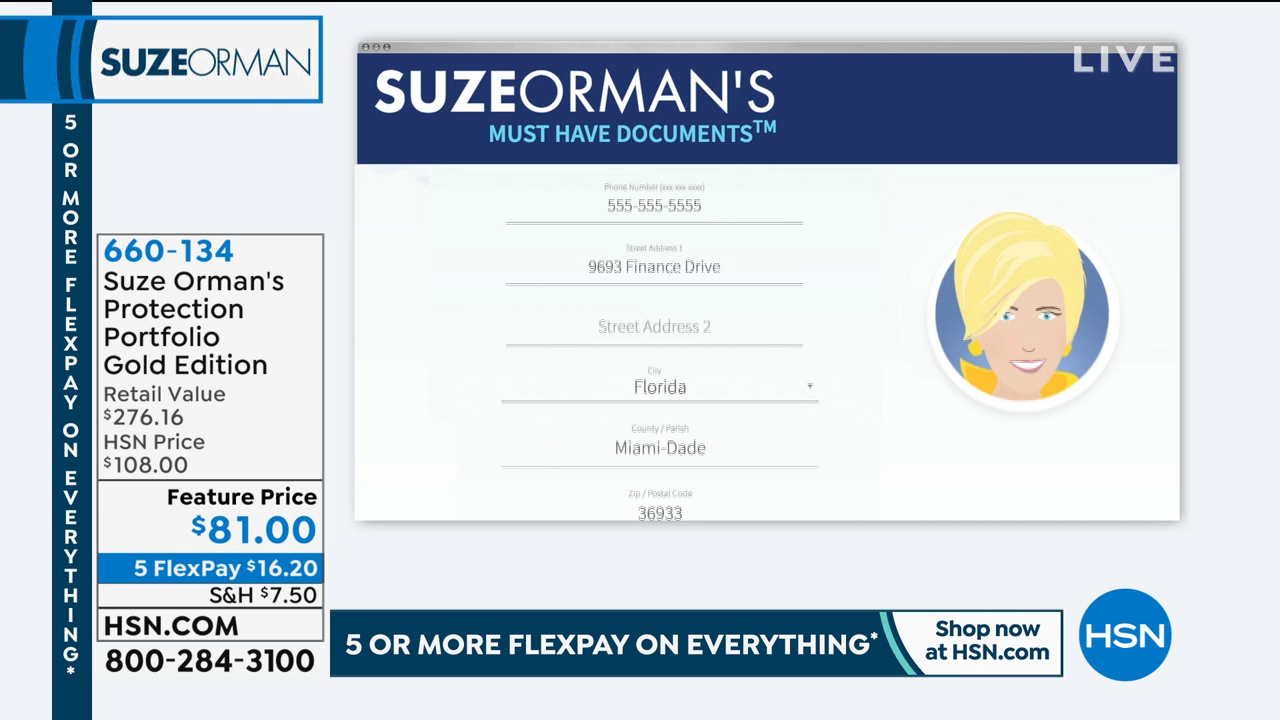 SUZEORMAN
5 OR MORE FLEXPAY ON EVERYTHING*
660-134
Suze Orman's
Protection
Portfolio
Gold Edition
Retail Value
$276.16
HSN Price
$108.00
Feature Price
$81.00
5 FlexPay $16.20
S&H $7.50
HSN.COM
800-284-3100
LIVE
SUZEORMAN'S
MUST HAVE DOCUMENTS™
Phone Number (xxx xxx xxxx)
555-555-5555
Street Address 1
9693 Finance Drive
Street Address 2
City
Florida
County / Parish
Miami-Dade
Zip / Postal Code
36933
5 OR MORE FLEXPAY ON EVERYTHING*
Shop now
at HSN.com
HSN